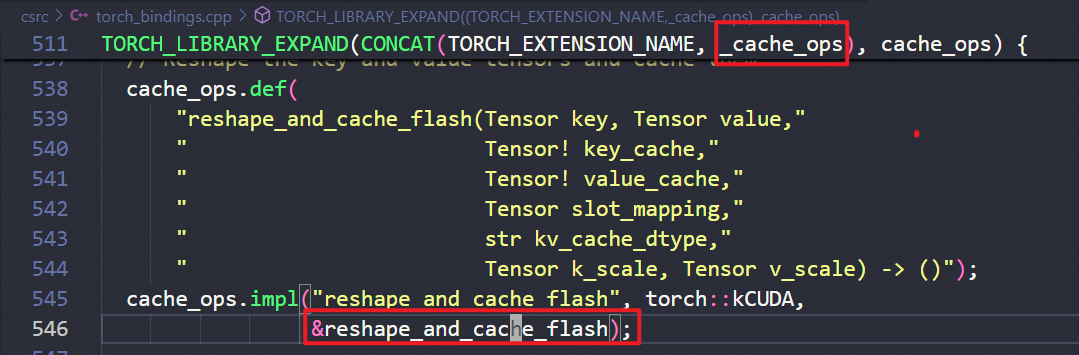 csrc > torch_bindings.cpp > TORCH_LIBRARY_EXPAND((TORCH_EXTENSION_NAME,_cache_ops), cache_ops)
511 TORCH_LIBRARY_EXPAND(CONCAT(TORCH_EXTENSION_NAME, _cache_ops), cache_ops) {
537 // Reshape the key and value tensors and cache them.
538 cache_ops.def(
539 "reshape_and_cache_flash(Tensor key, Tensor value,"
540 " Tensor! key_cache,"
541 " Tensor! value_cache,"
542 " Tensor slot_mapping,"
543 " str kv_cache_dtype,"
544 " Tensor k_scale, Tensor v_scale) -> ()");
545 cache_ops.impl("reshape_and_cache_flash", torch::kCUDA,
546 &reshape_and_cache_flash);